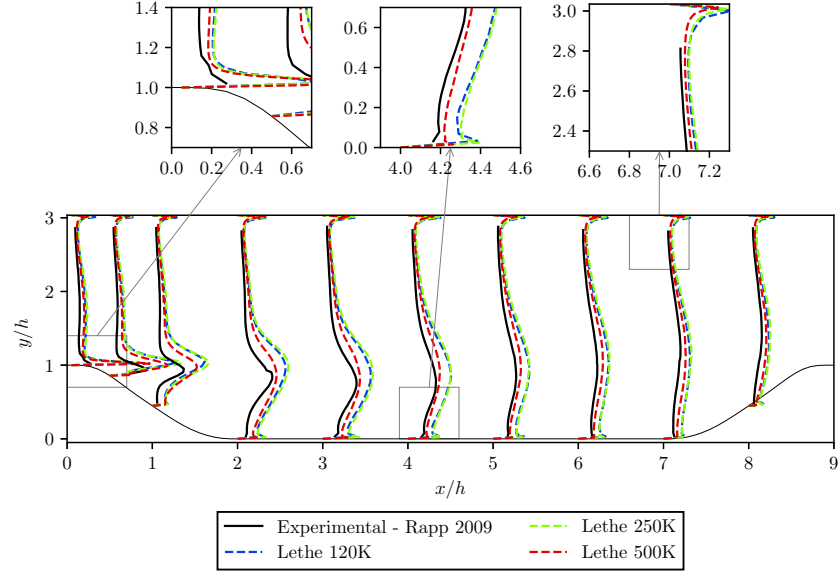 1.4
1.2
1.0
0.8
0.0 0.2 0.4 0.6
0.6
0.4
0.2
0.0
4.0 4.2 4.4 4.6
3.0
2.8
2.6
2.4
6.6 6.8 7.0 7.2
3
2
1
0
y/h
0 1 2 3 4 5 6 7 8 9
x/h
Experimental - Rapp 2009
Lethe 120K
Lethe 250K
Lethe 500K